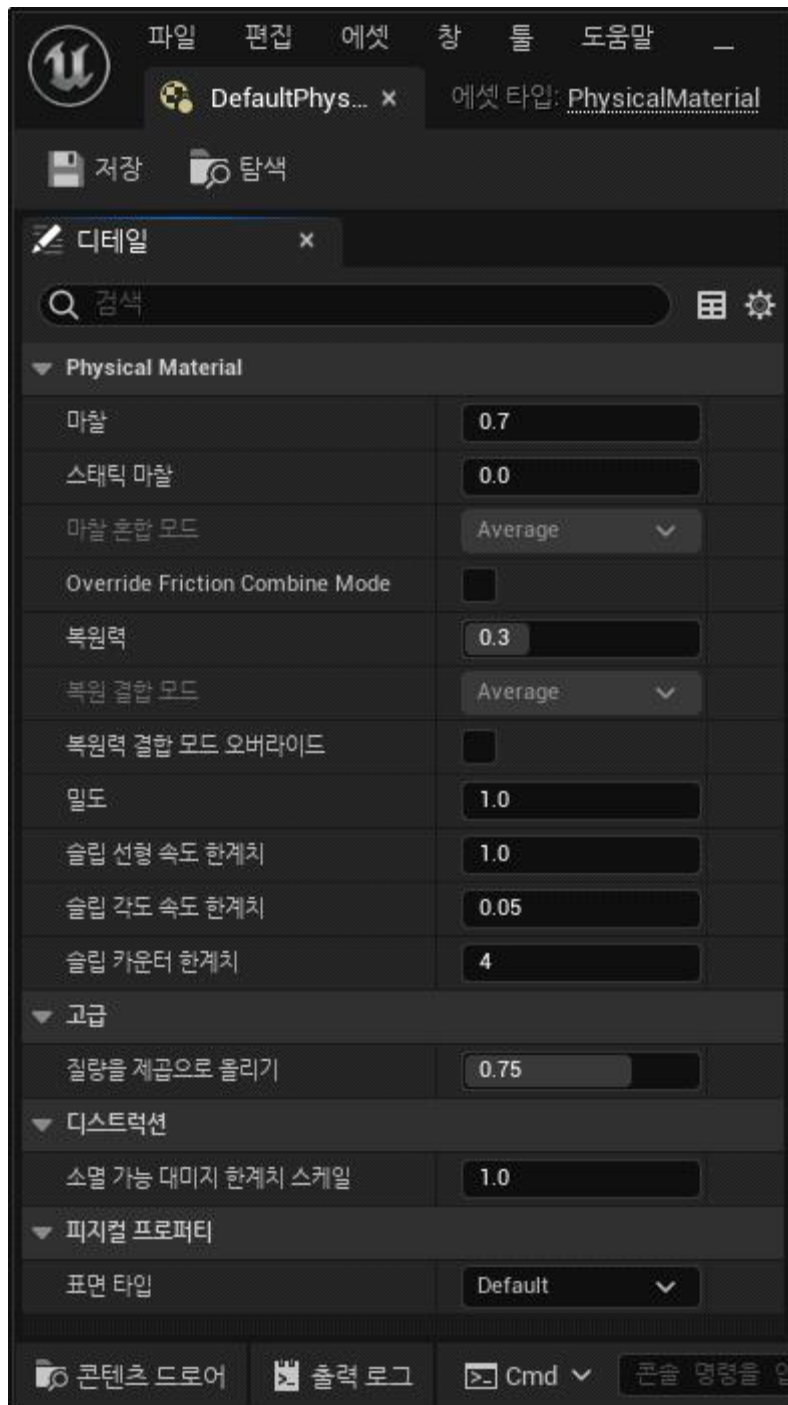 파일 편집 에셋 창 툴 도움말
DefaultPhys... 에셋 타입: PhysicalMaterial
저장 탐색
디테일
검색
Physical Material
마찰 0.7
스태틱 마찰 0.0
마찰 혼합 모드 Average
Override Friction Combine Mode
복원력 0.3
복원 결합 모드 Average
복원력 결합 모드 오버라이드
밀도 1.0
슬립 선형 속도 한계치 1.0
슬립 각도 속도 한계치 0.05
슬립 카운터 한계치 4
고급
질량을 제곱으로 올리기 0.75
디스트럭션
소멸 가능 대미지 한계치 스케일 1.0
피지컬 프로퍼티
표면 타입 Default
콘텐츠 드로어 출력 로그 Cmd 콘솔 명령을